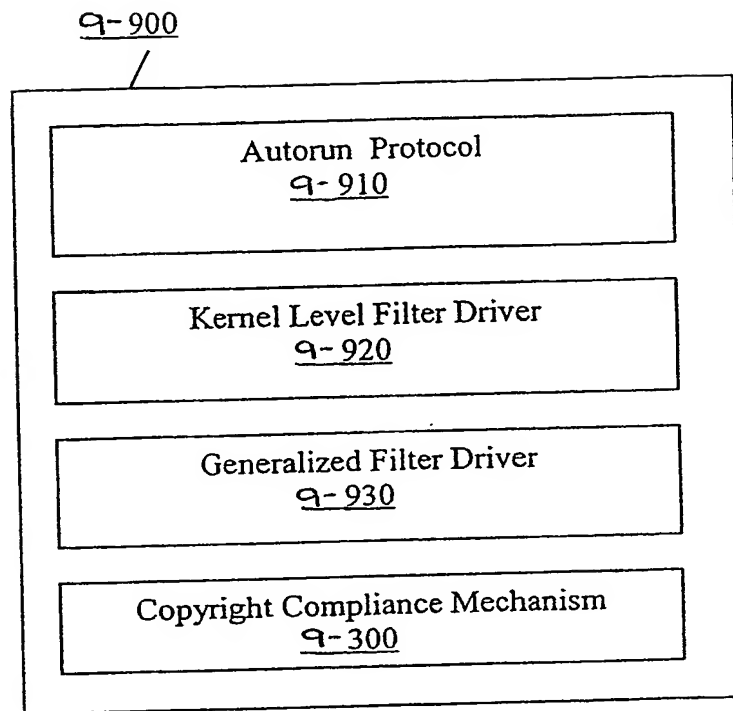 9-900
Autorun Protocol
9-910
Kernel Level Filter Driver
9-920
Generalized Filter Driver
9-930
Copyright Compliance Mechanism
9-300